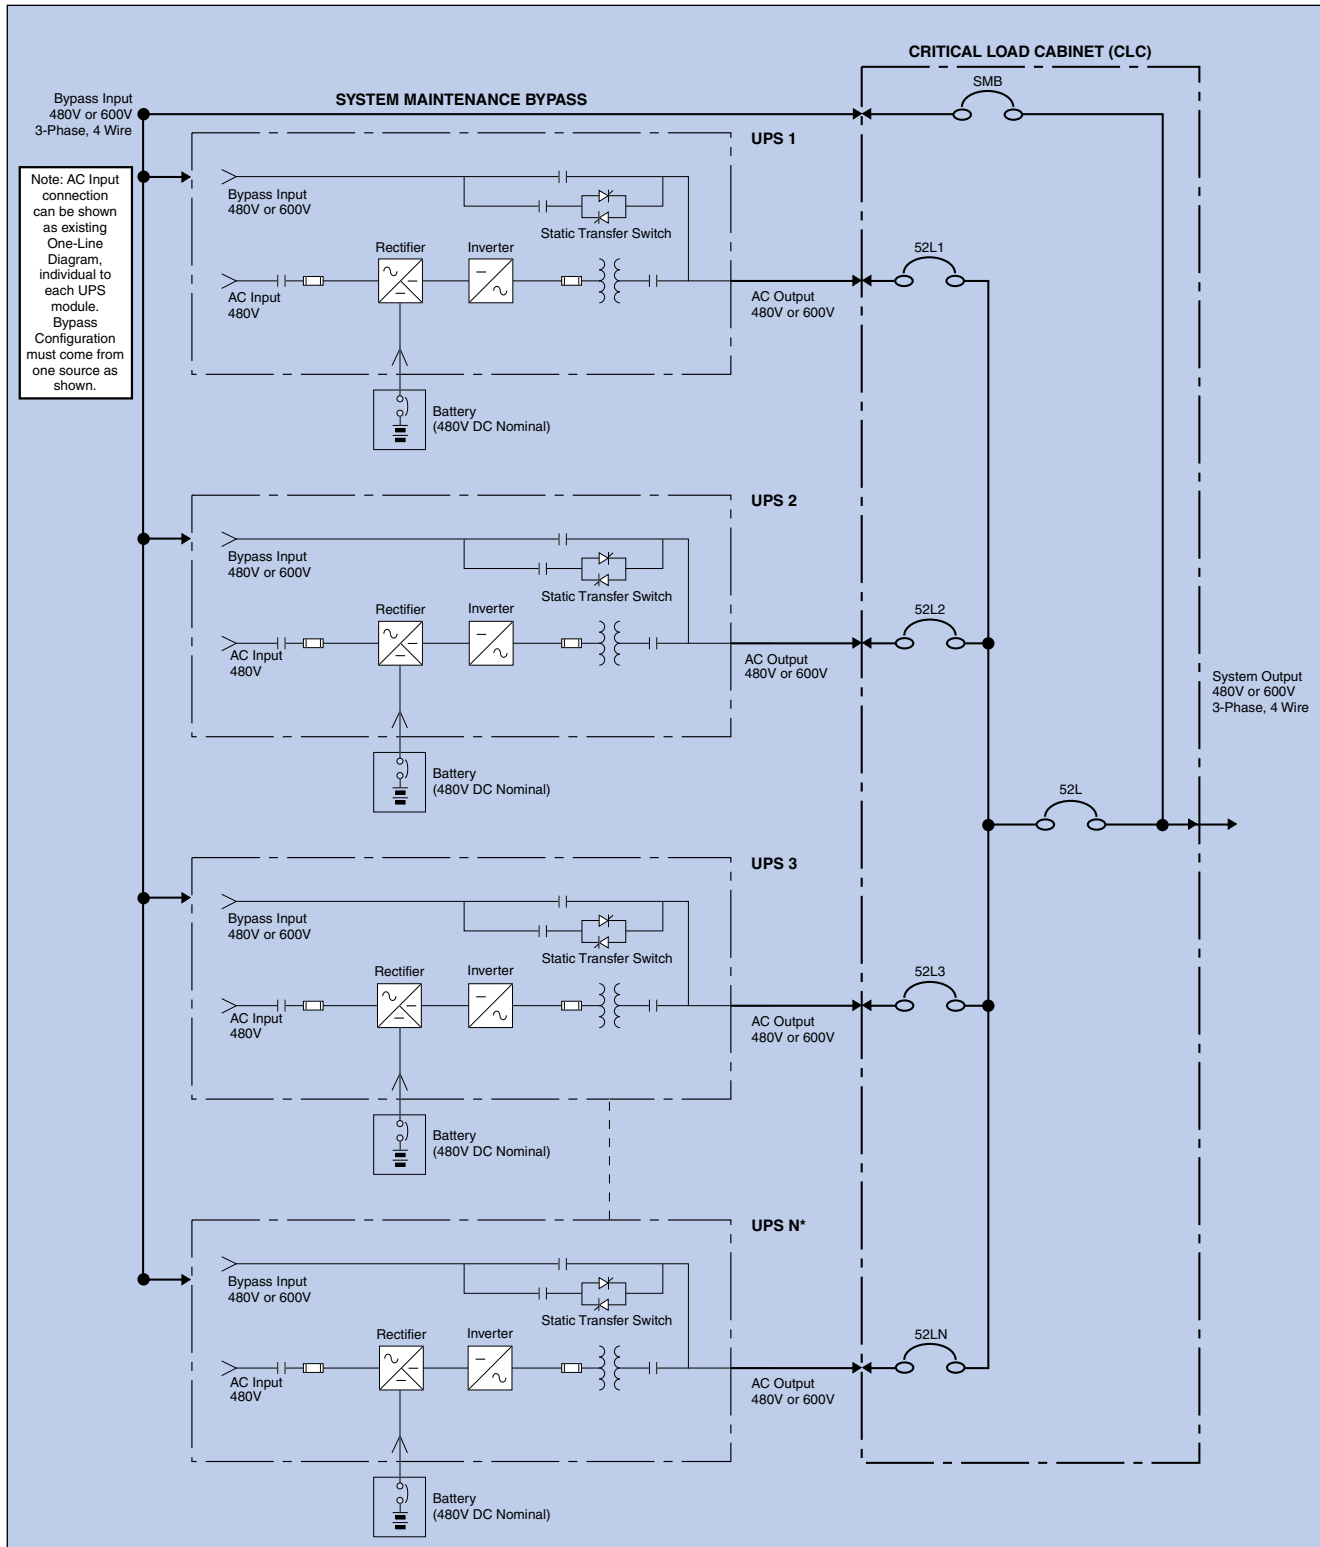 CRITICAL LOAD CABINET (CLC)
SMB
Bypass Input
480V or 600V
3-Phase, 4 Wire
SYSTEM MAINTENANCE BYPASS
Note: AC Input
connection
can be shown
as existing
One-Line
Diagram,
individual to
each UPS
module.
Bypass
Configuration
must come from
one source as
shown.
UPS 1
Bypass Input
480V or 600V
Static Transfer Switch
Rectifier
Inverter
AC Input
480V
AC Output
480V or 600V
52L1
Battery
(480V DC Nominal)
UPS 2
Bypass Input
480V or 600V
Static Transfer Switch
Rectifier
Inverter
AC Input
480V
AC Output
480V or 600V
52L2
Battery
(480V DC Nominal)
System Output
480V or 600V
3-Phase, 4 Wire
52L
UPS 3
Bypass Input
480V or 600V
Static Transfer Switch
Rectifier
Inverter
AC Input
480V
AC Output
480V or 600V
52L3
Battery
(480V DC Nominal)
UPS N*
Bypass Input
480V or 600V
Static Transfer Switch
Rectifier
Inverter
AC Input
480V
AC Output
480V or 600V
52LN
Battery
(480V DC Nominal)